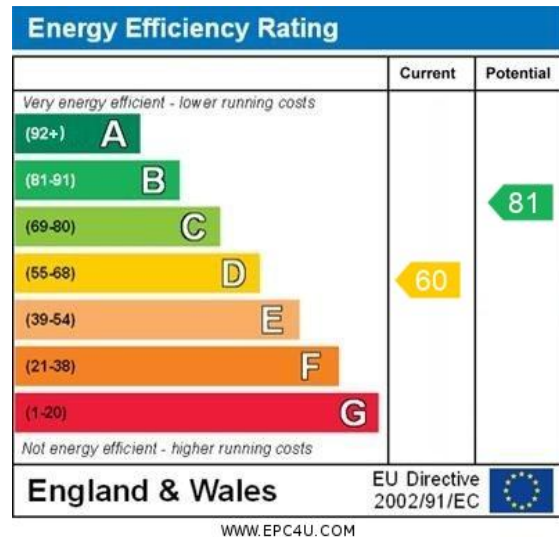 Energy Efficiency Rating
Current Potential
Very energy efficient - lower running costs
(92+) A
(81-91) B
81
(69-80) C
(55-68) D
60
(39-54) E
(21-38) F
(1-20) G
Not energy efficient - higher running costs
England & Wales
EU Directive
2002/91/EC
WWW.EPC4U.COM